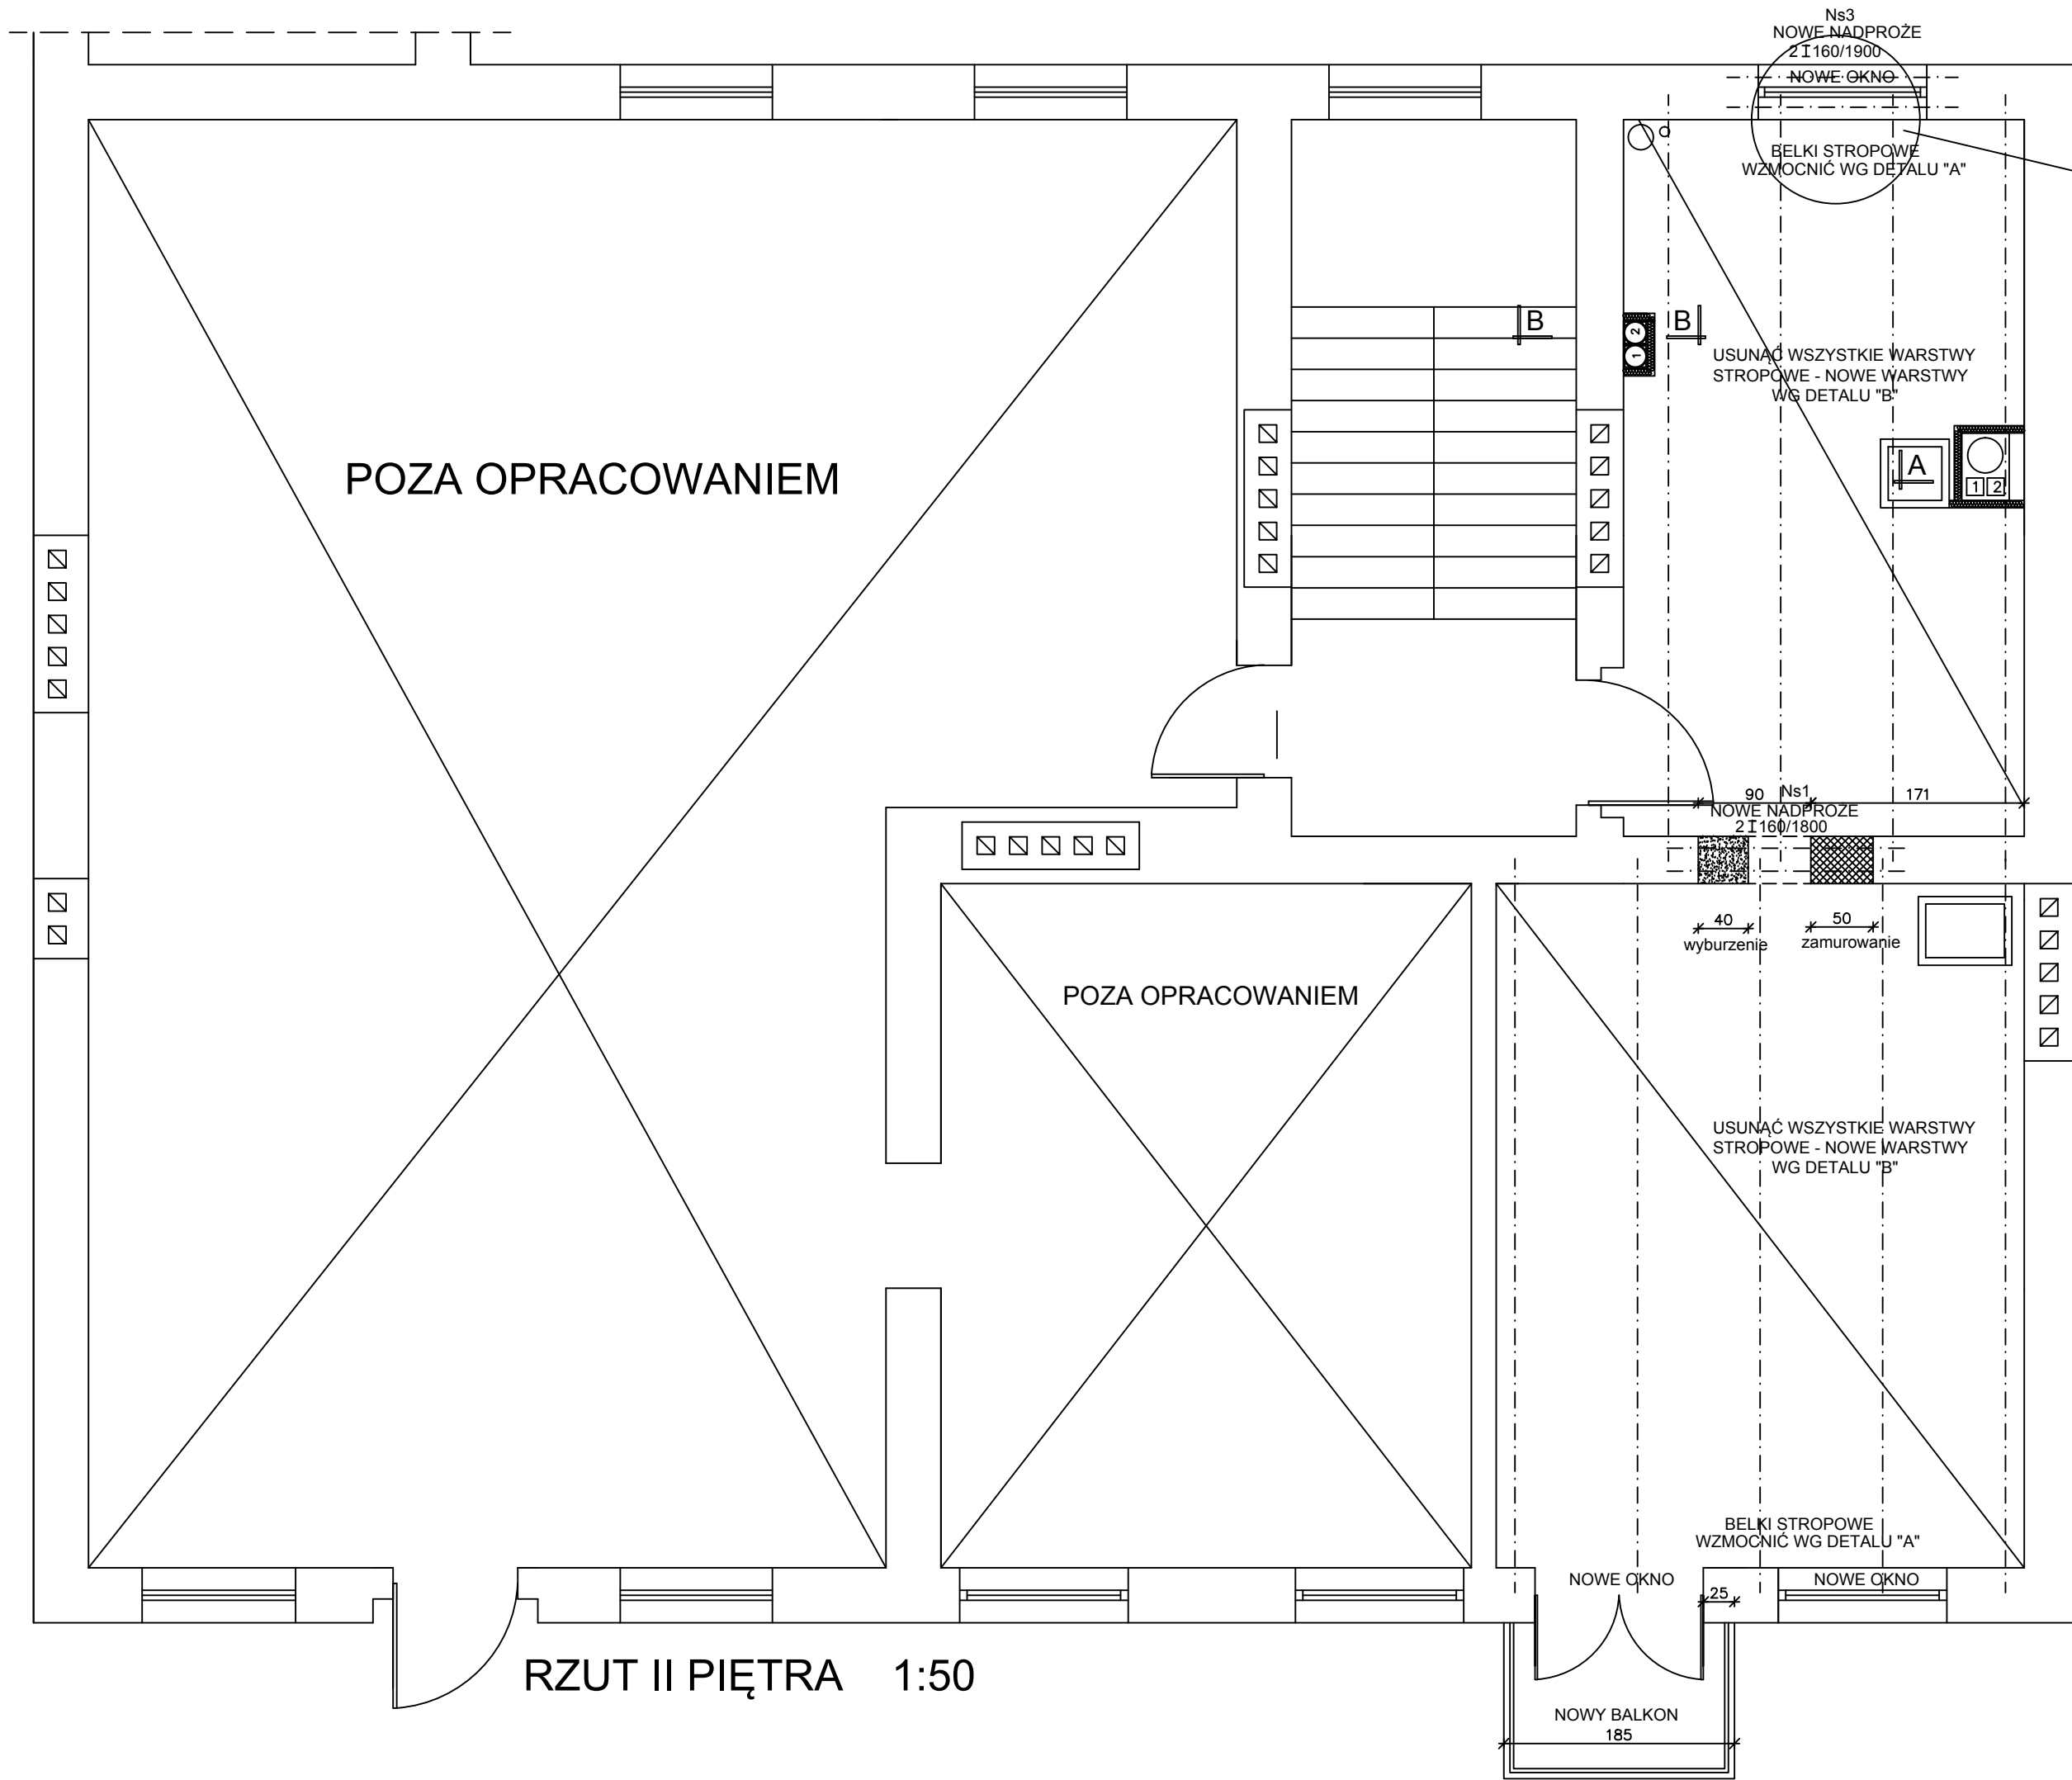 Ns3
NOWE NADPROŻE
2 I 160/1900
NOWE OKNO
BELKI STROPOWE
WZMOCNIĆ WG DETALU "A"
B
B
2
1
USUNĄĆ WSZYSTKIE WARSTWY
STROPOWE - NOWE WARSTWY
WG DETALU "B"
A
1 2
POZA OPRACOWANIEM
90
Ns1
171
NOWE NADPROŻE
2 I 160/1800
40
wyburzenie
50
zamurowanie
POZA OPRACOWANIEM
USUNĄĆ WSZYSTKIE WARSTWY
STROPOWE - NOWE WARSTWY
WG DETALU "B"
BELKI STROPOWE
WZMOCNIĆ WG DETALU "A"
NOWE OKNO
NOWE OKNO
25
RZUT II PIĘTRA 1:50
NOWY BALKON
185